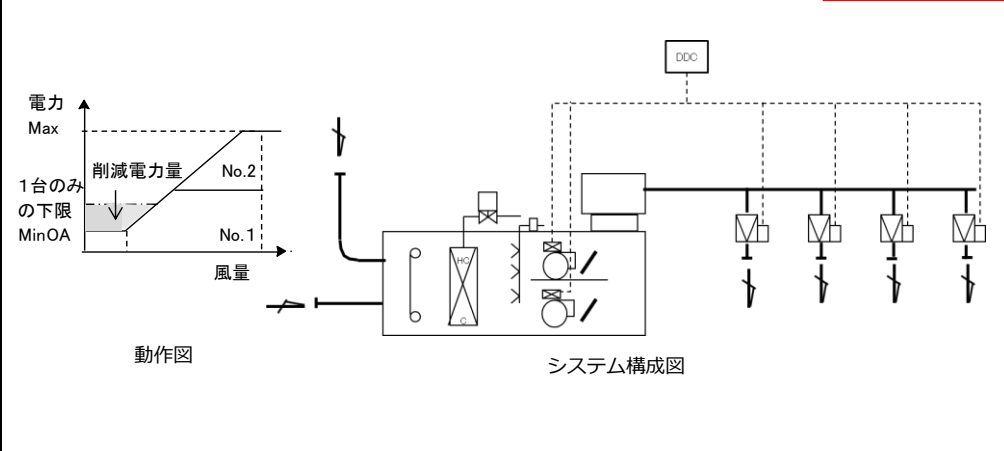 電力
Max
削減電力量
No.2
1台のみ
の下限
MinOA
No.1
風量
動作図
DDC
HC
C
システム構成図